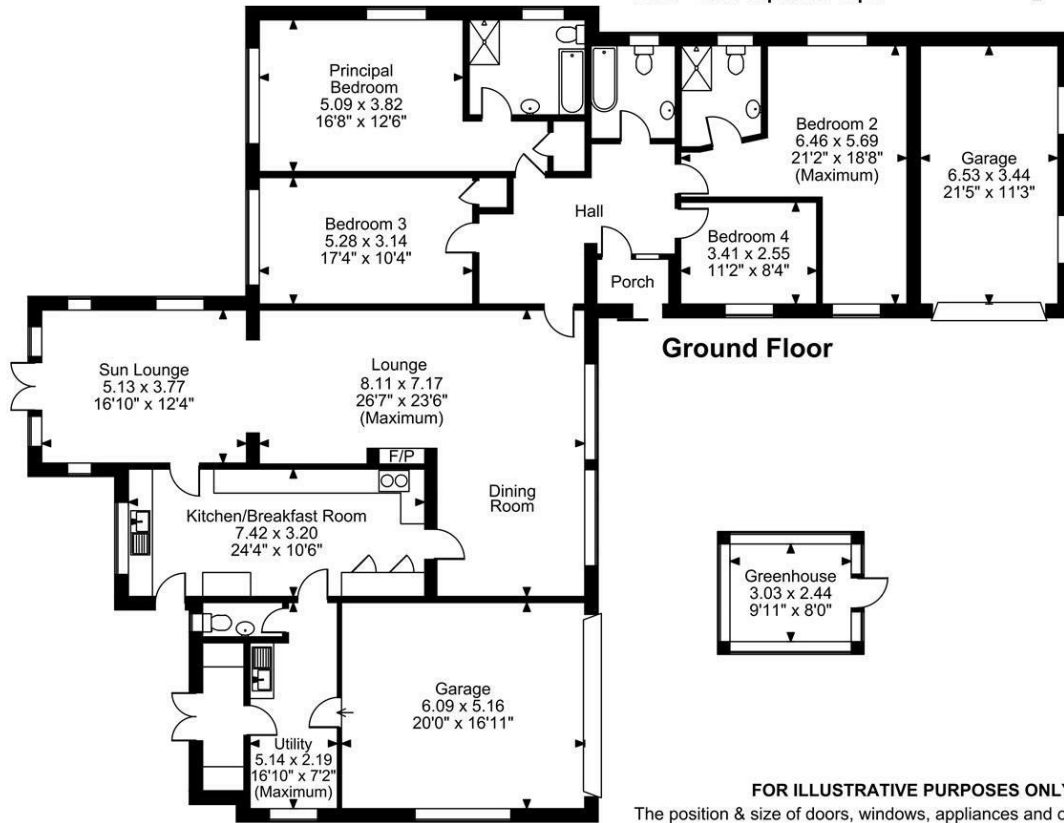 Principal
Bedroom
5.09 x 3.82
16'8" x 12'6"
Bedroom 2
6.46 x 5.69
21'2" x 18'8"
(Maximum)
Garage
6.53 x 3.44
21'5" x 11'3"
Bedroom 3
5.28 x 3.14
17'4" x 10'4"
Hall
Bedroom 4
3.41 x 2.55
11'2" x 8'4"
Porch
Ground Floor
Sun Lounge
5.13 x 3.77
16'10" x 12'4"
Lounge
8.11 x 7.17
26'7" x 23'6"
(Maximum)
F/P
Dining
Room
Kitchen/Breakfast Room
7.42 x 3.20
24'4" x 10'6"
Greenhouse
3.03 x 2.44
9'11" x 8'0"
Garage
6.09 x 5.16
20'0" x 16'11"
Utility
5.14 x 2.19
16'10" x 7'2"
(Maximum)
FOR ILLUSTRATIVE PURPOSES ONLY
The position & size of doors, windows, appliances and